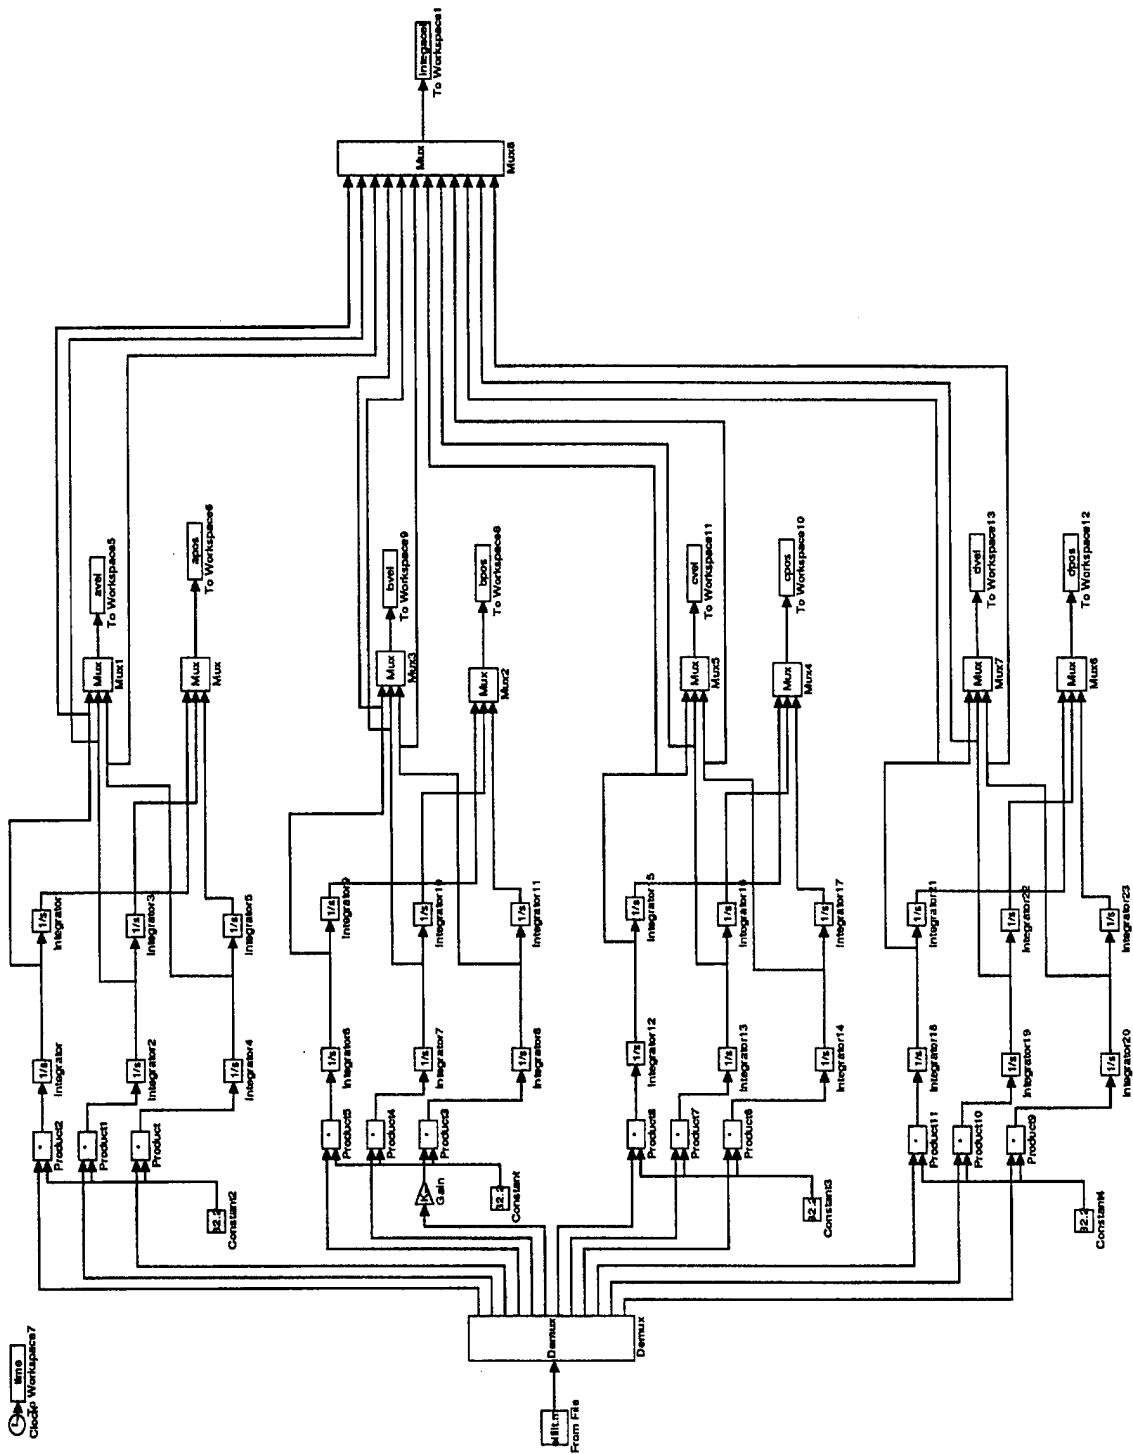 time
Clock
To Workspace7
Demux
Demux
From File
*
Product2
*
Product1
*
Product
32.2
Constant2
1/s
Integrator
1/s
Integrator2
1/s
Integrator4
1/s
Integrator
1/s
Integrator3
1/s
Integrator5
Mux
Mux1
Mux
Mux
avel
To Workspace5
apos
To Workspace6
*
Product5
*
Product4
*
Product3
K
Gain
32.2
Constant
1/s
Integrator6
1/s
Integrator7
1/s
Integrator8
1/s
Integrator9
1/s
Integrator10
1/s
Integrator11
Mux
Mux3
Mux
Mux2
bvel
To Workspace9
bpos
To Workspace8
*
Product8
*
Product7
*
Product6
32.2
Constant3
1/s
Integrator12
1/s
Integrator13
1/s
Integrator14
1/s
Integrator15
1/s
Integrator16
1/s
Integrator17
Mux
Mux5
Mux
Mux4
cvel
To Workspace11
cpos
To Workspace10
*
Product11
*
Product10
*
Product9
32.2
Constant4
1/s
Integrator18
1/s
Integrator19
1/s
Integrator20
1/s
Integrator21
1/s
Integrator22
1/s
Integrator23
Mux
Mux7
Mux
Mux6
dvel
To Workspace13
dpos
To Workspace12
Mux
Mux8
To Workspace1